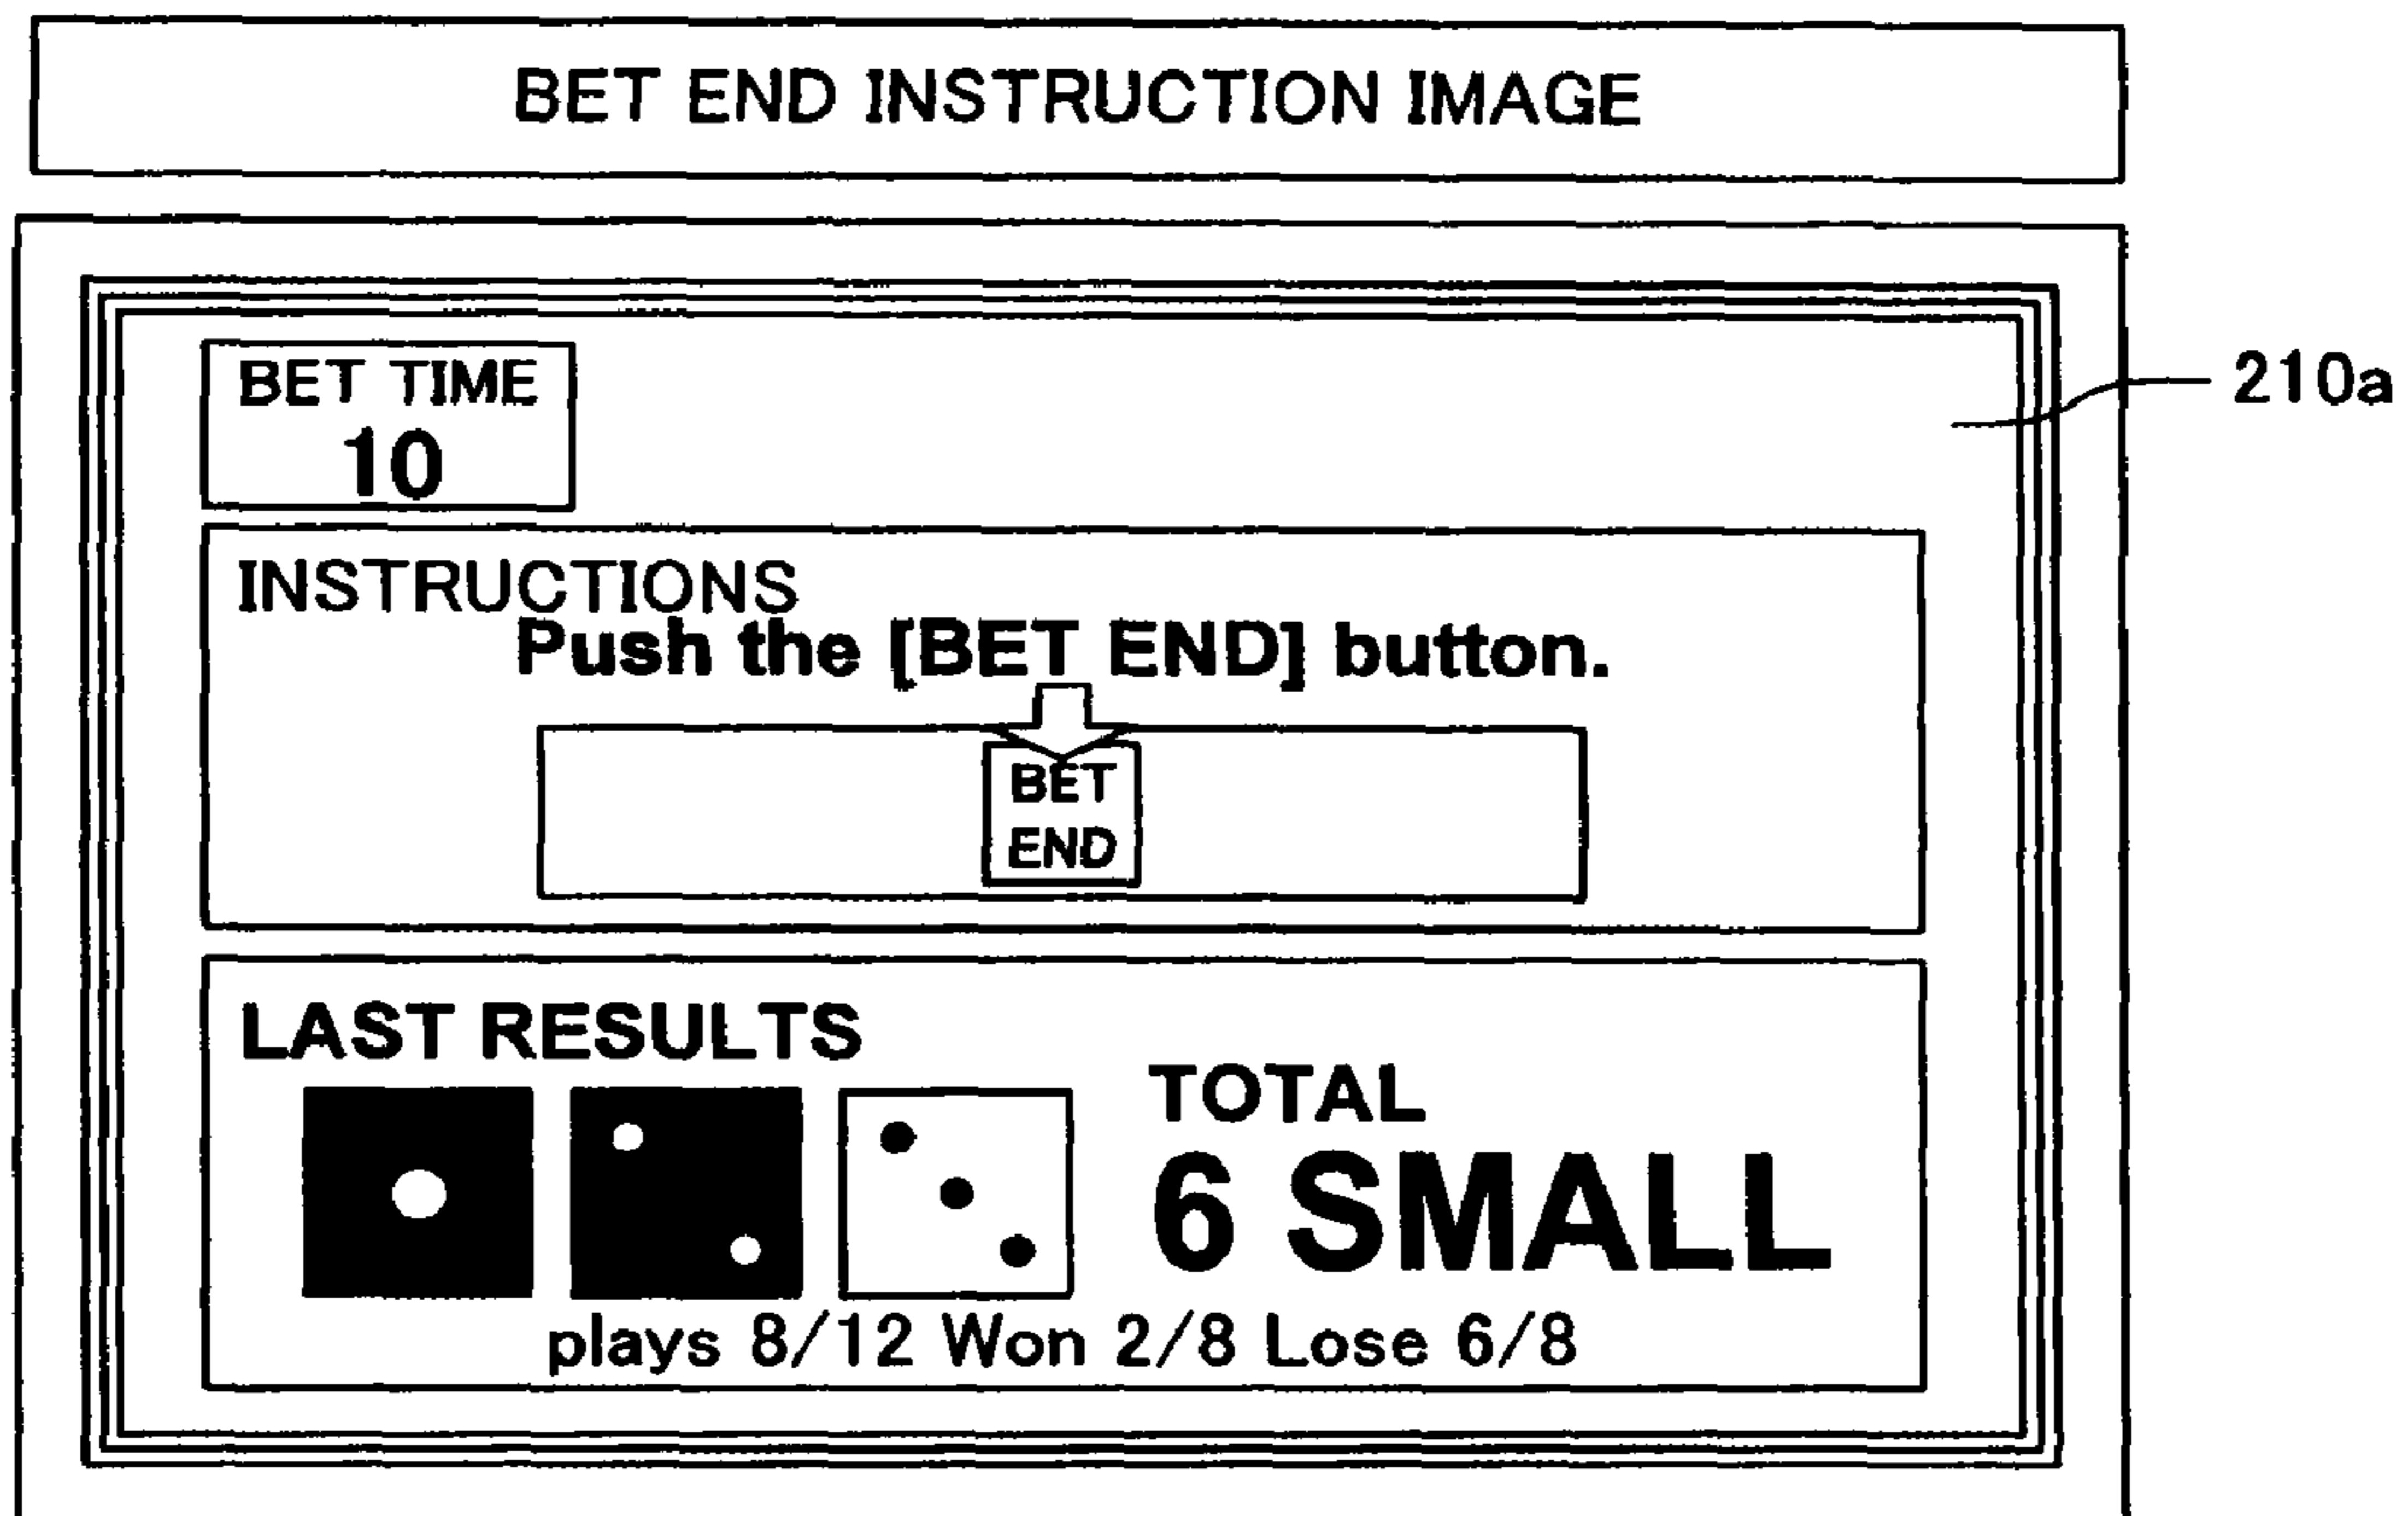 BET END INSTRUCTION IMAGE
BET TIME
10
210a
INSTRUCTIONS
Push the [BET END] button.
BET
END
LAST RESULTS
TOTAL
6 SMALL
plays 8/12 Won 2/8 Lose 6/8